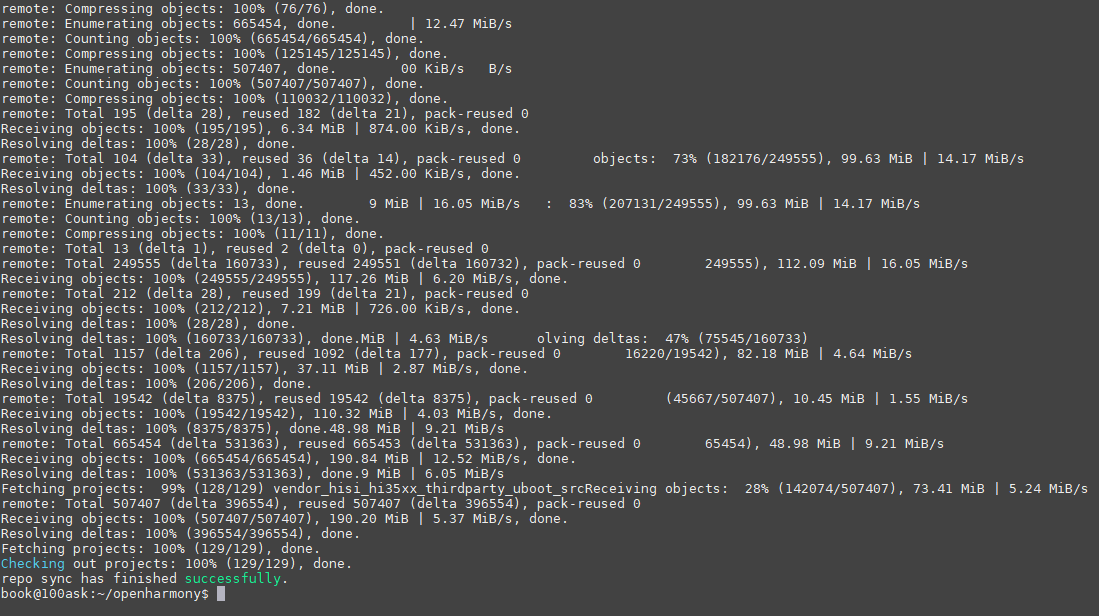 remote: Compressing objects: 100% (76/76), done.
remote: Enumerating objects: 665454, done.         | 12.47 MiB/s
remote: Counting objects: 100% (665454/665454), done.
remote: Compressing objects: 100% (125145/125145), done.
remote: Enumerating objects: 507407, done.        00 KiB/s   B/s
remote: Counting objects: 100% (507407/507407), done.
remote: Compressing objects: 100% (110032/110032), done.
remote: Total 195 (delta 28), reused 182 (delta 21), pack-reused 0
Receiving objects: 100% (195/195), 6.34 MiB | 874.00 KiB/s, done.
Resolving deltas: 100% (28/28), done.
remote: Total 104 (delta 33), reused 36 (delta 14), pack-reused 0         objects:  73% (182176/249555), 99.63 MiB | 14.17 MiB/s
Receiving objects: 100% (104/104), 1.46 MiB | 452.00 KiB/s, done.
Resolving deltas: 100% (33/33), done.
remote: Enumerating objects: 13, done.        9 MiB | 16.05 MiB/s   :  83% (207131/249555), 99.63 MiB | 14.17 MiB/s
remote: Counting objects: 100% (13/13), done.
remote: Compressing objects: 100% (11/11), done.
remote: Total 13 (delta 1), reused 2 (delta 0), pack-reused 0
remote: Total 249555 (delta 160733), reused 249551 (delta 160732), pack-reused 0        249555), 112.09 MiB | 16.05 MiB/s
Receiving objects: 100% (249555/249555), 117.26 MiB | 6.20 MiB/s, done.
remote: Total 212 (delta 28), reused 199 (delta 21), pack-reused 0
Receiving objects: 100% (212/212), 7.21 MiB | 726.00 KiB/s, done.
Resolving deltas: 100% (28/28), done.
Resolving deltas: 100% (160733/160733), done.MiB | 4.63 MiB/s      olving deltas:  47% (75545/160733)
remote: Total 1157 (delta 206), reused 1092 (delta 177), pack-reused 0        16220/19542), 82.18 MiB | 4.64 MiB/s
Receiving objects: 100% (1157/1157), 37.11 MiB | 2.87 MiB/s, done.
Resolving deltas: 100% (206/206), done.
remote: Total 19542 (delta 8375), reused 19542 (delta 8375), pack-reused 0         (45667/507407), 10.45 MiB | 1.55 MiB/s
Receiving objects: 100% (19542/19542), 110.32 MiB | 4.03 MiB/s, done.
Resolving deltas: 100% (8375/8375), done.48.98 MiB | 9.21 MiB/s
remote: Total 665454 (delta 531363), reused 665453 (delta 531363), pack-reused 0        65454), 48.98 MiB | 9.21 MiB/s
Receiving objects: 100% (665454/665454), 190.84 MiB | 12.52 MiB/s, done.
Resolving deltas: 100% (531363/531363), done.9 MiB | 6.05 MiB/s
Fetching projects:  99% (128/129) vendor_hisi_hi35xx_thirdparty_uboot_srcReceiving objects:  28% (142074/507407), 73.41 MiB | 5.24 MiB/s
remote: Total 507407 (delta 396554), reused 507407 (delta 396554), pack-reused 0
Receiving objects: 100% (507407/507407), 190.20 MiB | 5.37 MiB/s, done.
Resolving deltas: 100% (396554/396554), done.
Fetching projects: 100% (129/129), done.
Checking out projects: 100% (129/129), done.
repo sync has finished successfully.
book@100ask:~/openharmony$